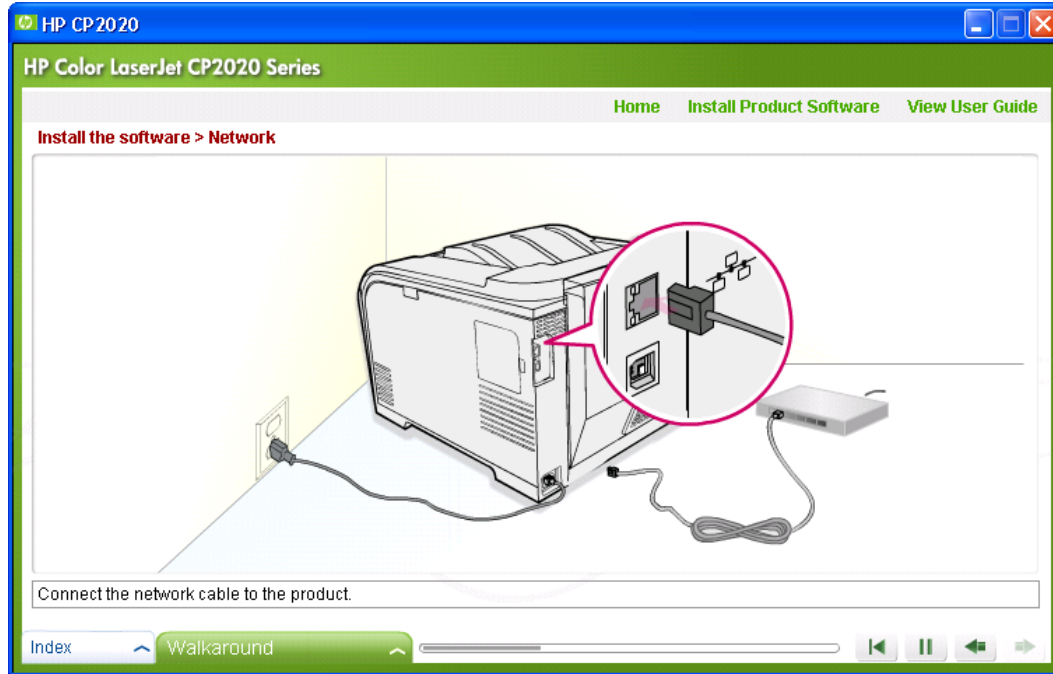 HP CP2020
HP Color LaserJet CP2020 Series
Home Install Product Software View User Guide
Install the software > Network
Connect the network cable to the product.
Index Walkaround